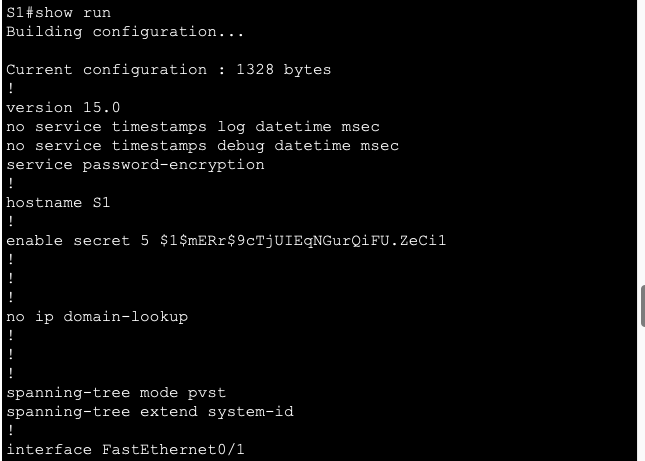 S1#show run
Building configuration...
Current configuration : 1328 bytes
!
version 15.0
no service timestamps log datetime msec
no service timestamps debug datetime msec
service password-encryption
!
hostname S1
!
enable secret 5 $1$mERr$9cTjUIEqNGurQiFU.ZeCi1
!
!
!
no ip domain-lookup
!
!
!
spanning-tree mode pvst
spanning-tree extend system-id
!
interface FastEthernet0/1